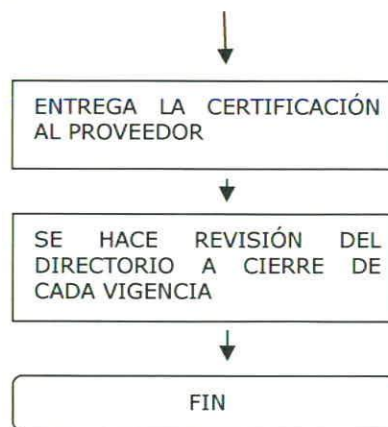 ENTREGA LA CERTIFICACIÓN
AL PROVEEDOR
SE HACE REVISIÓN DEL
DIRECTORIO A CIERRE DE
CADA VIGENCIA
FIN